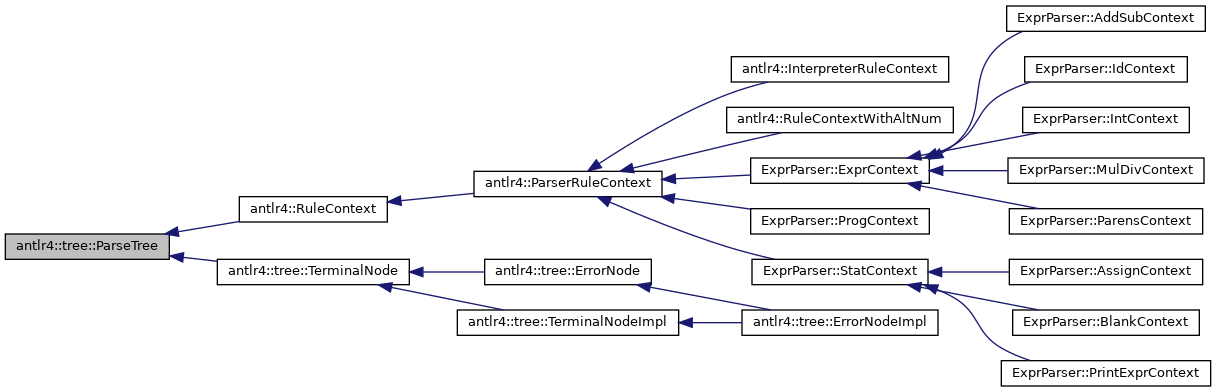 ExprParser::AddSubContext
antlr4::InterpreterRuleContext
ExprParser::IdContext
antlr4::RuleContextWithAltNum
ExprParser::IntContext
ExprParser::ExprContext
ExprParser::MulDivContext
antlr4::ParserRuleContext
antlr4::RuleContext
ExprParser::ProgContext
ExprParser::ParensContext
antlr4::tree::ParseTree
antlr4::tree::TerminalNode
antlr4::tree::ErrorNode
ExprParser::StatContext
ExprParser::AssignContext
antlr4::tree::TerminalNodeImpl
antlr4::tree::ErrorNodeImpl
ExprParser::BlankContext
ExprParser::PrintExprContext